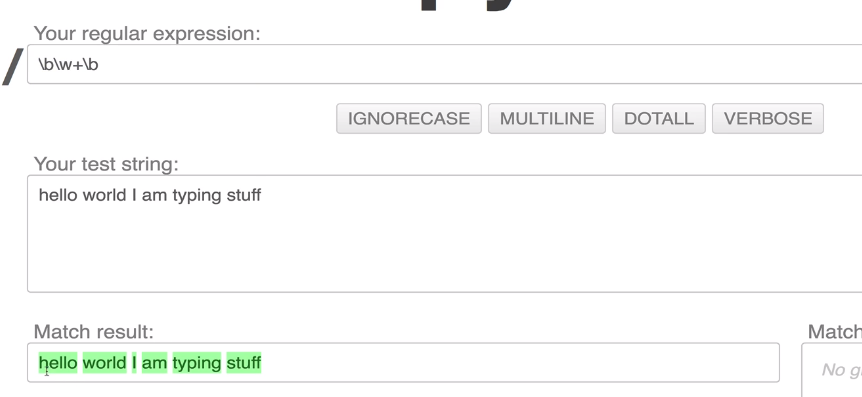 Your regular expression:
/ \b\w+\b
IGNORECASE MULTILINE DOTALL VERBOSE
Your test string:
hello world I am typing stuff
Match result: Match
hello world I am typing stuff No